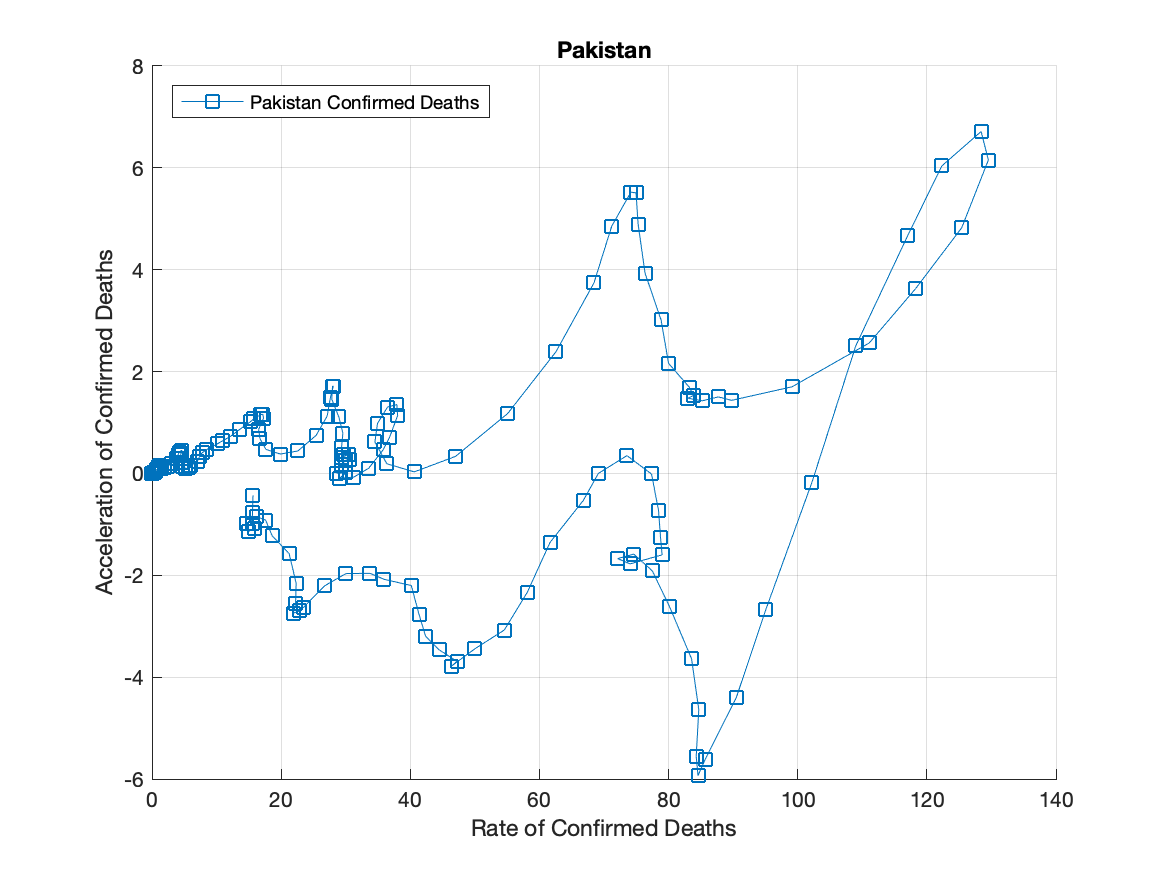 Pakistan
Pakistan Confirmed Deaths
8
6
4
2
0
-2
-4
-6
Acceleration of Confirmed Deaths
0 20 40 60 80 100 120 140
Rate of Confirmed Deaths